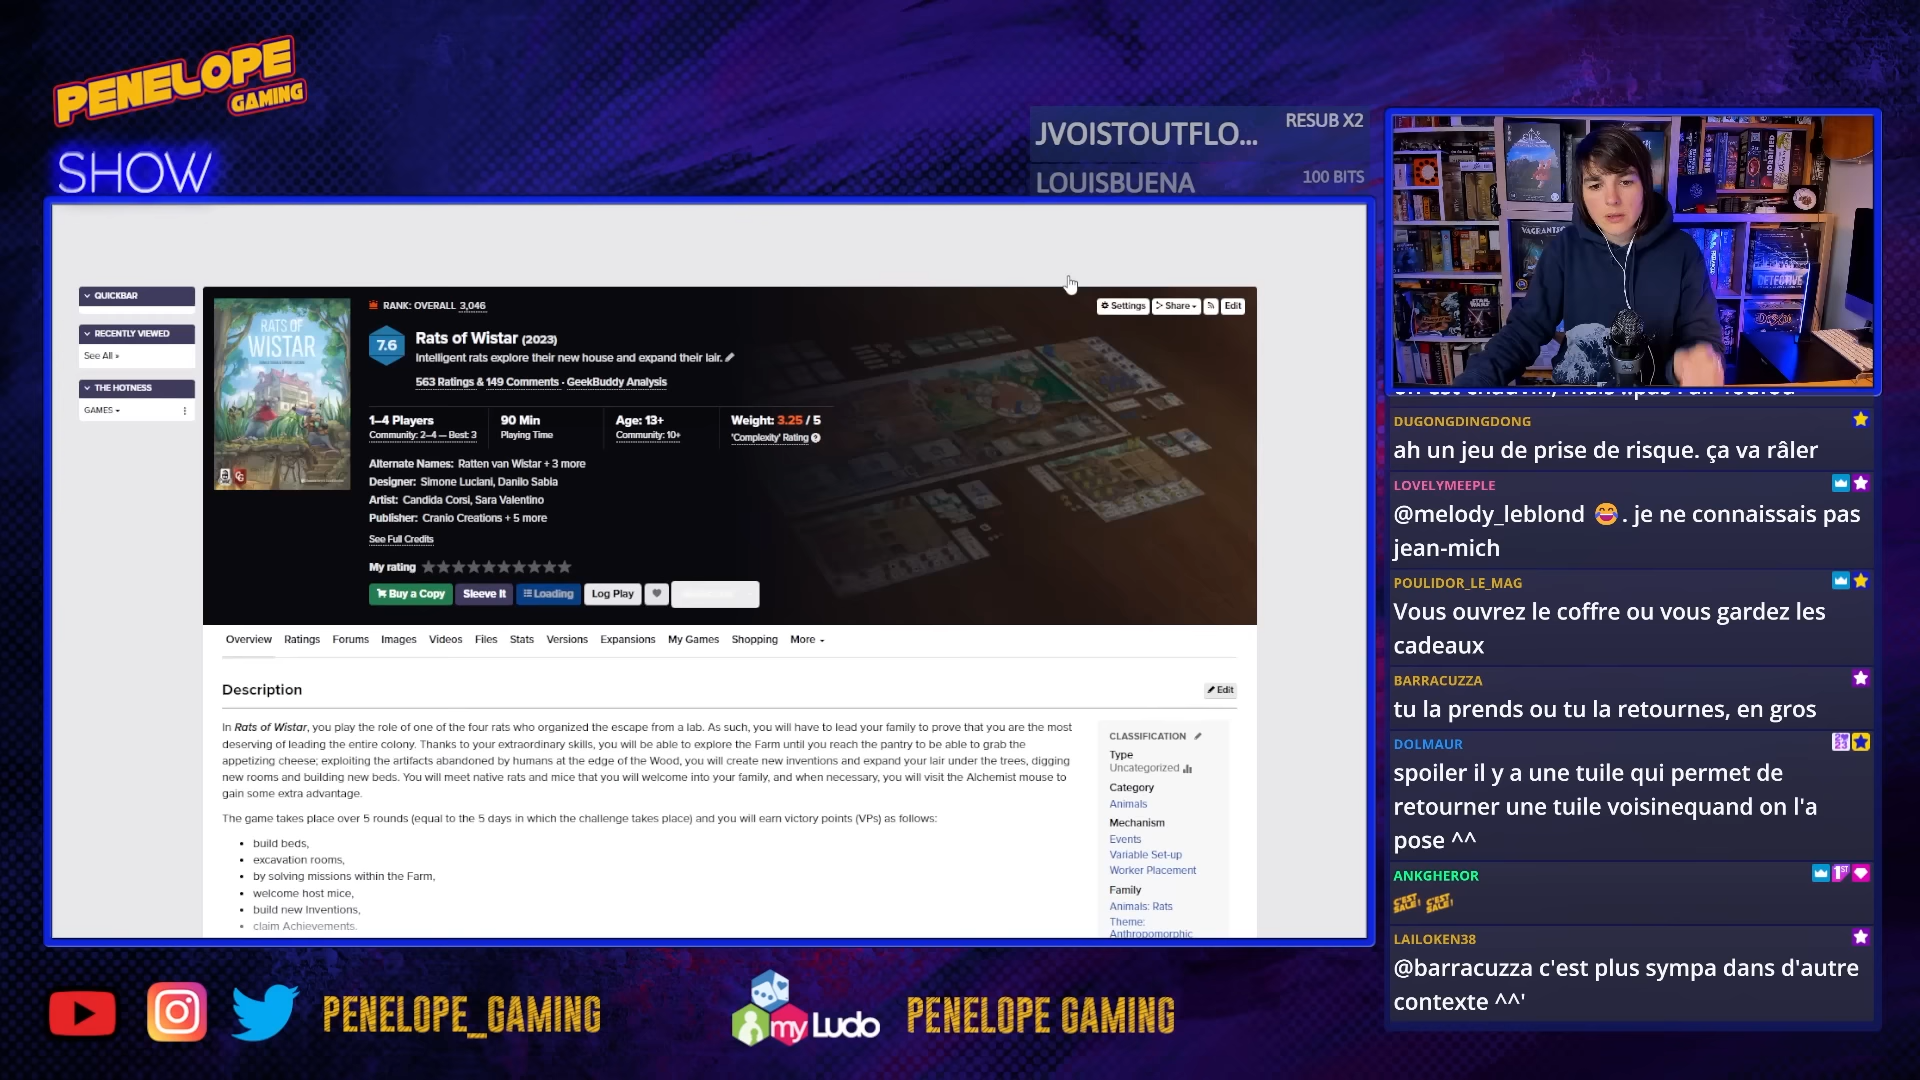 PENELOPE
GAMING
SHOW
JVOISTOUTFLO...
RESUB X2
LOUISBUENA
100 BITS
QUICKBAR
RECENTLY VIEWED
See All »
THE HOTNESS
GAMES
RATS OF
WISTAR
RANK: OVERALL 3,046
7.6
Rats of Wistar (2023)
Intelligent rats explore their new house and expand their lair.
563 Ratings & 149 Comments · GeekBuddy Analysis
Settings
Share
Edit
1–4 Players
Community: 2–4 — Best: 3
90 Min
Playing Time
Age: 13+
Community: 10+
Weight: 3.25 / 5
'Complexity' Rating
Alternate Names: Ratten van Wistar + 3 more
Designer: Simone Luciani, Danilo Sabia
Artist: Candida Corsi, Sara Valentino
Publisher: Cranio Creations + 5 more
See Full Credits
My rating
Buy a Copy
Sleeve It
Loading
Log Play
Overview
Ratings
Forums
Images
Videos
Files
Stats
Versions
Expansions
My Games
Shopping
More
Description
Edit
In Rats of Wistar, you play the role of one of the four rats who organized the escape from a lab. As such, you will have to lead your family to prove that you are the most
deserving of leading the entire colony. Thanks to your extraordinary skills, you will be able to explore the Farm until you reach the pantry to be able to grab the
appetizing cheese; exploiting the artifacts abandoned by humans at the edge of the Wood, you will create new inventions and expand your lair under the trees, digging
new rooms and building new beds. You will meet native rats and mice that you will welcome into your family, and when necessary, you will visit the Alchemist mouse to
gain some extra advantage.
The game takes place over 5 rounds (equal to the 5 days in which the challenge takes place) and you will earn victory points (VPs) as follows:
• build beds,
• excavation rooms,
• by solving missions within the Farm,
• welcome host mice,
• build new Inventions,
• claim Achievements.
CLASSIFICATION
Type
Uncategorized
Category
Animals
Mechanism
Events
Variable Set-up
Worker Placement
Family
Animals: Rats
Theme:
Anthropomorphic
VAGRANTS
DETECTIVE
STAR WARS
DUGONGDINGDONG
ah un jeu de prise de risque. ça va râler
LOVELYMEEPLE
@melody_leblond 😂. je ne connaissais pas
jean-mich
POULIDOR_LE_MAG
Vous ouvrez le coffre ou vous gardez les
cadeaux
BARRACUZZA
tu la prends ou tu la retournes, en gros
DOLMAUR
spoiler il y a une tuile qui permet de
retourner une tuile voisinequand on l'a
pose ^^
ANKGHEROR
1ST
C'EST SALE! C'EST SALE!
LAILOKEN38
@barracuzza c'est plus sympa dans d'autre
contexte ^^'
PENELOPE_GAMING
myLudo
PENELOPE GAMING